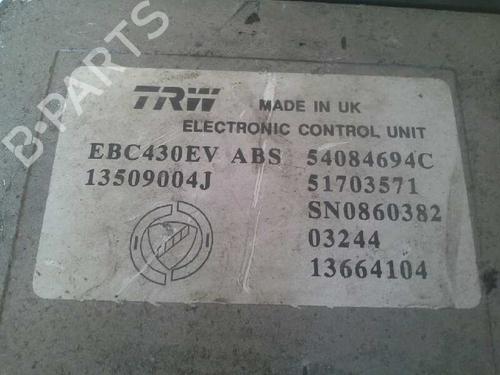 TRW MADE IN UK
ELECTRONIC CONTROL UNIT
EBC430EV ABS 54084694C
13509004J 51703571
SN0860382
03244
13664104
B-PARTS